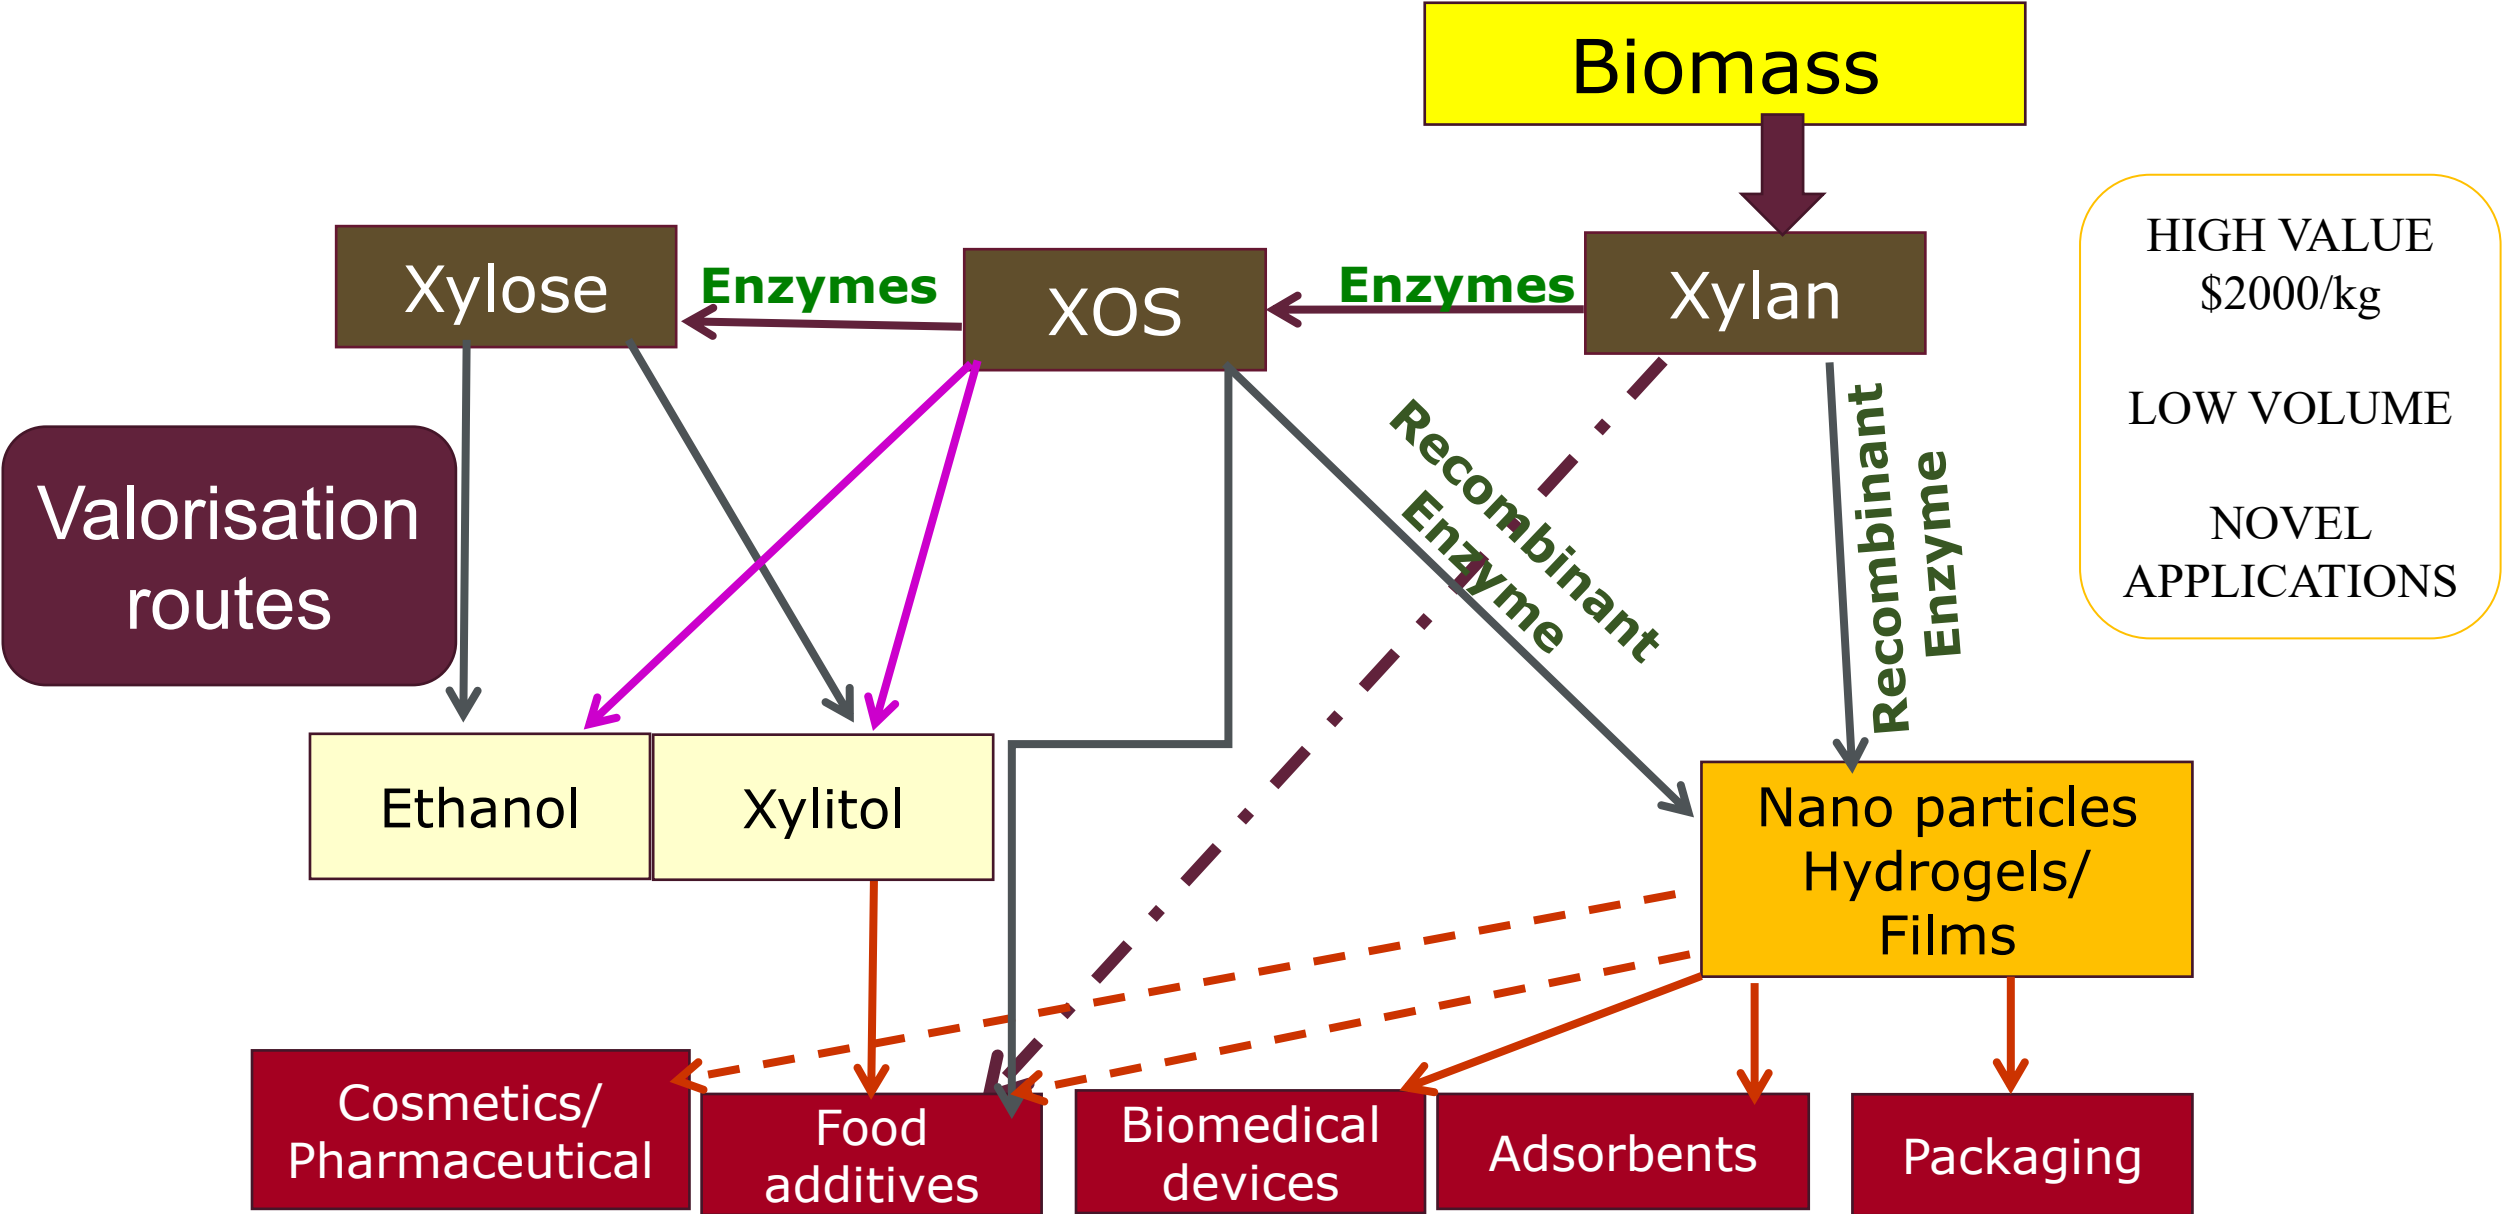 Biomass
HIGH VALUE
$2000/kg
LOW VOLUME
NOVEL
APPLICATIONS
Xylose
Enzymes
XOS
Enzymes
Xylan
Valorisation
routes
Recombinant
Enzyme
Recombinant
Enzyme
Ethanol
Xylitol
Nano particles
Hydrogels/
Films
Cosmetics/
Pharmaceutical
Food
additives
Biomedical
devices
Adsorbents
Packaging